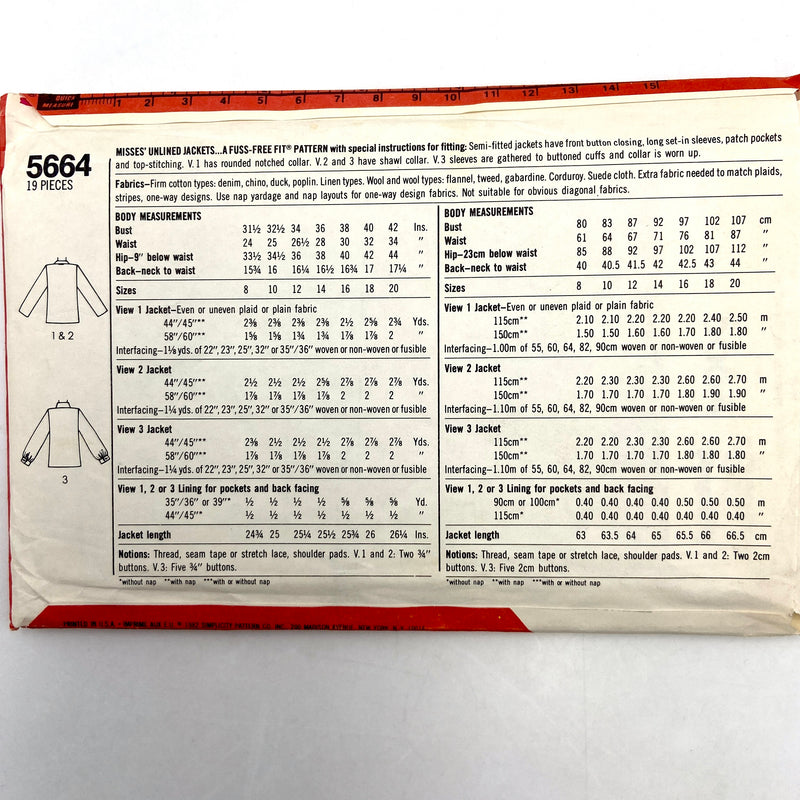 QUICK MEASURE 1 2 3 4 5 6 7 8 9 10 11 12 13 14 15
5664
19 PIECES
MISSES' UNLINED JACKETS...A FUSS-FREE FIT® PATTERN with special instructions for fitting: Semi-fitted jackets have front button closing, long set-in sleeves, patch pockets
and top-stitching. V.1 has rounded notched collar. V.2 and 3 have shawl collar. V.3 sleeves are gathered to buttoned cuffs and collar is worn up.
Fabrics–Firm cotton types: denim, chino, duck, poplin. Linen types. Wool and wool types: flannel, tweed, gabardine. Corduroy. Suede cloth. Extra fabric needed to match plaids,
stripes, one-way designs. Use nap yardage and nap layouts for one-way design fabrics. Not suitable for obvious diagonal fabrics.
1 & 2
3
BODY MEASUREMENTS
Bust 31½ 32½ 34 36 38 40 42 Ins.
Waist 24 25 26½ 28 30 32 34 "
Hip–9" below waist 33½ 34½ 36 38 40 42 44 "
Back–neck to waist 15¾ 16 16¼ 16½ 16¾ 17 17¼ "
Sizes 8 10 12 14 16 18 20
View 1 Jacket–Even or uneven plaid or plain fabric
44"/45"** 2⅜ 2⅜ 2⅜ 2⅜ 2½ 2⅝ 2¾ Yds.
58"/60"** 1⅝ 1⅝ 1¾ 1¾ 1⅞ 1⅞ 2 "
Interfacing–1⅛ yds. of 22", 23", 25", 32" or 35"/36" woven or non-woven or fusible
View 2 Jacket
44"/45"** 2½ 2½ 2½ 2⅝ 2⅞ 2⅞ 2⅞ Yds.
58"/60"** 1⅞ 1⅞ 1⅞ 1⅞ 2 2 2 "
Interfacing–1¼ yds. of 22", 23", 25", 32" or 35"/36" woven or non-woven or fusible
View 3 Jacket
44"/45"** 2⅜ 2½ 2½ 2½ 2⅞ 2⅞ 2⅞ Yds.
58"/60"** 1⅞ 1⅞ 1⅞ 1⅞ 2 2 2 "
Interfacing–1¼ yds. of 22", 23", 25", 32" or 35"/36" woven or non-woven or fusible
View 1, 2 or 3 Lining for pockets and back facing
35"/36" or 39"* ½ ½ ½ ½ ⅝ ⅝ ⅝ Yd.
44"/45"* ½ ½ ½ ½ ½ ½ ½ "
Jacket length 24¾ 25 25¼ 25½ 25¾ 26 26¼ Ins.
Notions: Thread, seam tape or stretch lace, shoulder pads. V.1 and 2: Two ¾"
buttons. V.3: Five ¾" buttons.
*without nap **with nap ***with or without nap
BODY MEASUREMENTS
Bust 80 83 87 92 97 102 107 cm
Waist 61 64 67 71 76 81 87 "
Hip–23cm below waist 85 88 92 97 102 107 112 "
Back–neck to waist 40 40.5 41.5 42 42.5 43 44 "
Sizes 8 10 12 14 16 18 20
View 1 Jacket–Even or uneven plaid or plain fabric
115cm** 2.10 2.10 2.20 2.20 2.20 2.40 2.50 m
150cm** 1.50 1.50 1.60 1.60 1.70 1.80 1.80 "
Interfacing–1.00m of 55, 60, 64, 82, 90cm woven or non-woven or fusible
View 2 Jacket
115cm** 2.20 2.30 2.30 2.30 2.60 2.60 2.70 m
150cm** 1.70 1.70 1.70 1.70 1.80 1.90 1.90 "
Interfacing–1.10m of 55, 60, 64, 82, 90cm woven or non-woven or fusible
View 3 Jacket
115cm** 2.20 2.20 2.30 2.30 2.60 2.60 2.70 m
150cm** 1.70 1.70 1.70 1.70 1.80 1.80 1.80 "
Interfacing–1.10m of 55, 60, 64, 82, 90cm woven or non-woven or fusible
View 1, 2 or 3 Lining for pockets and back facing
90cm or 100cm* 0.40 0.40 0.40 0.40 0.50 0.50 0.50 m
115cm* 0.40 0.40 0.40 0.40 0.40 0.40 0.40 "
Jacket length 63 63.5 64 65 65.5 66 66.5 cm
Notions: Thread, seam tape or stretch lace, shoulder pads. V.1 and 2: Two 2cm
buttons. V.3: Five 2cm buttons.
*without nap **with nap ***with or without nap
PRINTED IN U.S.A. © 1982 SIMPLICITY PATTERN CO. INC. 200 MADISON AVENUE, NEW YORK, N.Y.